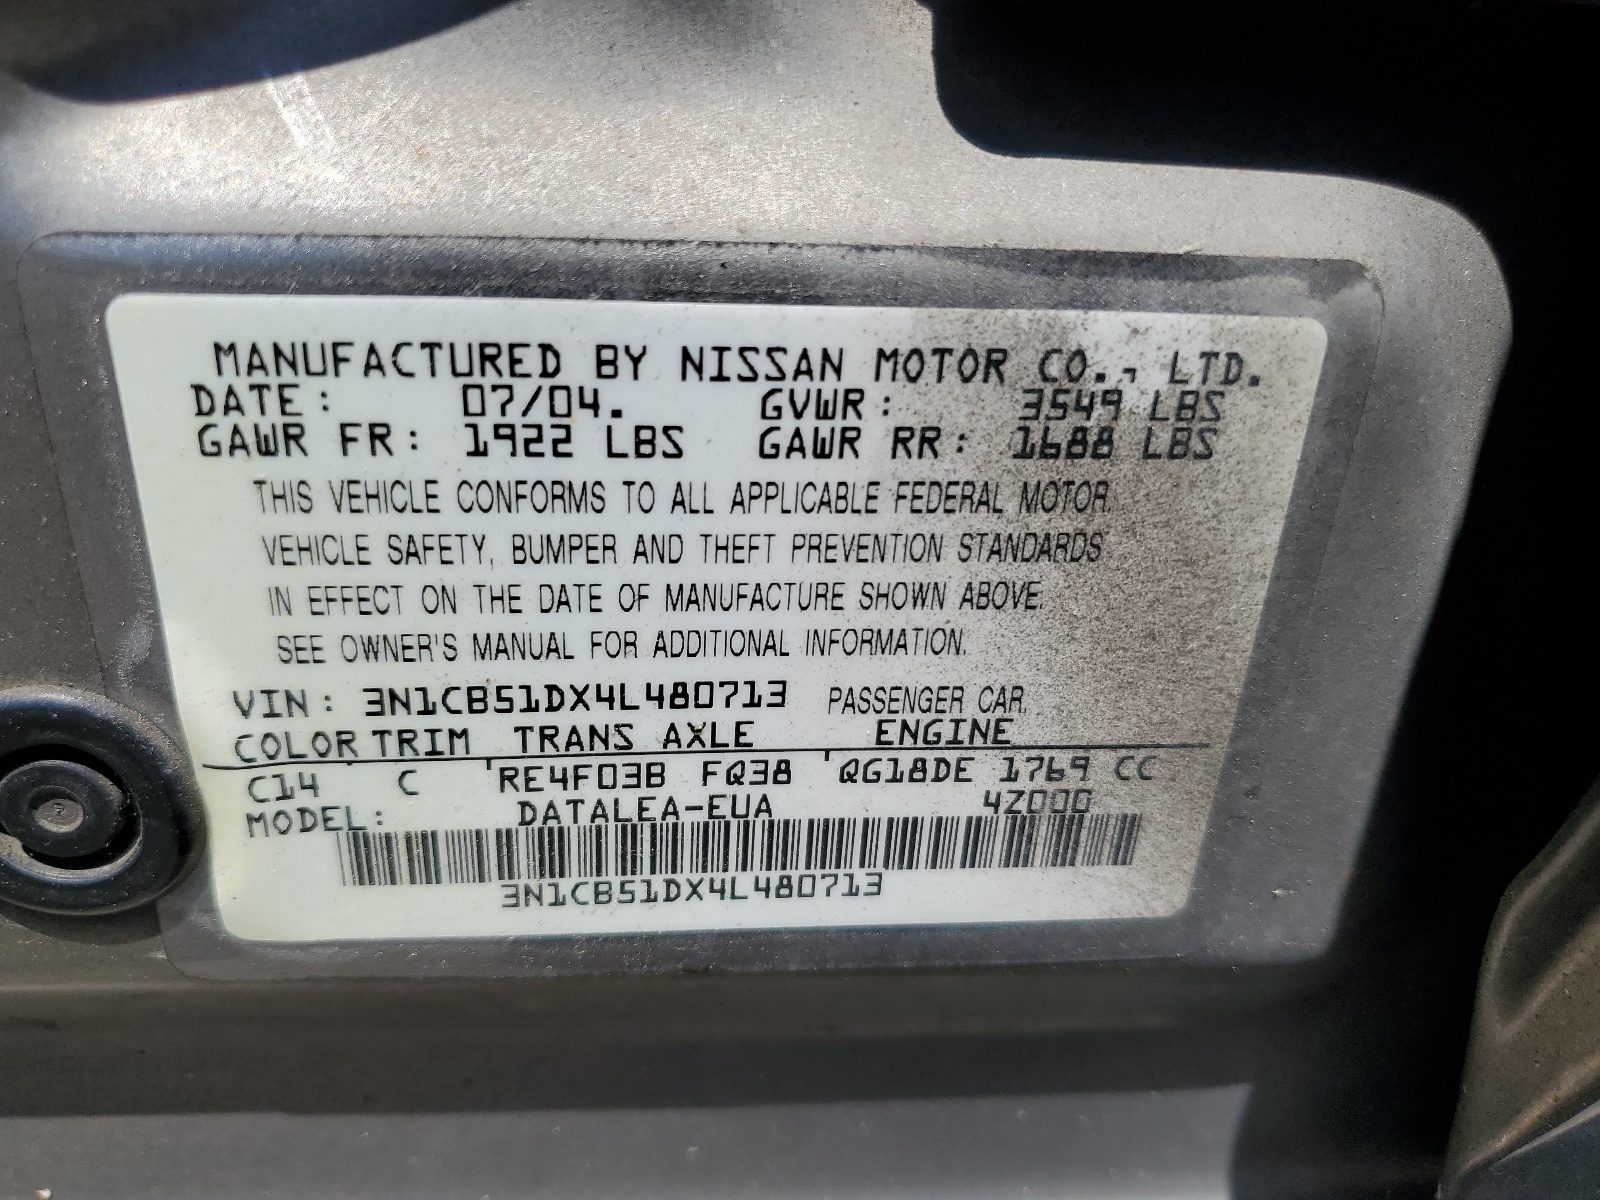 MANUFACTURED BY NISSAN MOTOR CO., LTD.
DATE: 07/04. GVWR: 3549 LBS
GAWR FR: 1922 LBS GAWR RR: 1688 LBS
THIS VEHICLE CONFORMS TO ALL APPLICABLE FEDERAL MOTOR
VEHICLE SAFETY, BUMPER AND THEFT PREVENTION STANDARDS
IN EFFECT ON THE DATE OF MANUFACTURE SHOWN ABOVE.
SEE OWNER'S MANUAL FOR ADDITIONAL INFORMATION.
VIN: 3N1CB51DX4L480713 PASSENGER CAR.
COLOR TRIM TRANS AXLE ENGINE
C14 C RE4F03B FQ38 QG18DE 1769 CC
MODEL: DATALEA-EUA 4Z000
3N1CB51DX4L480713